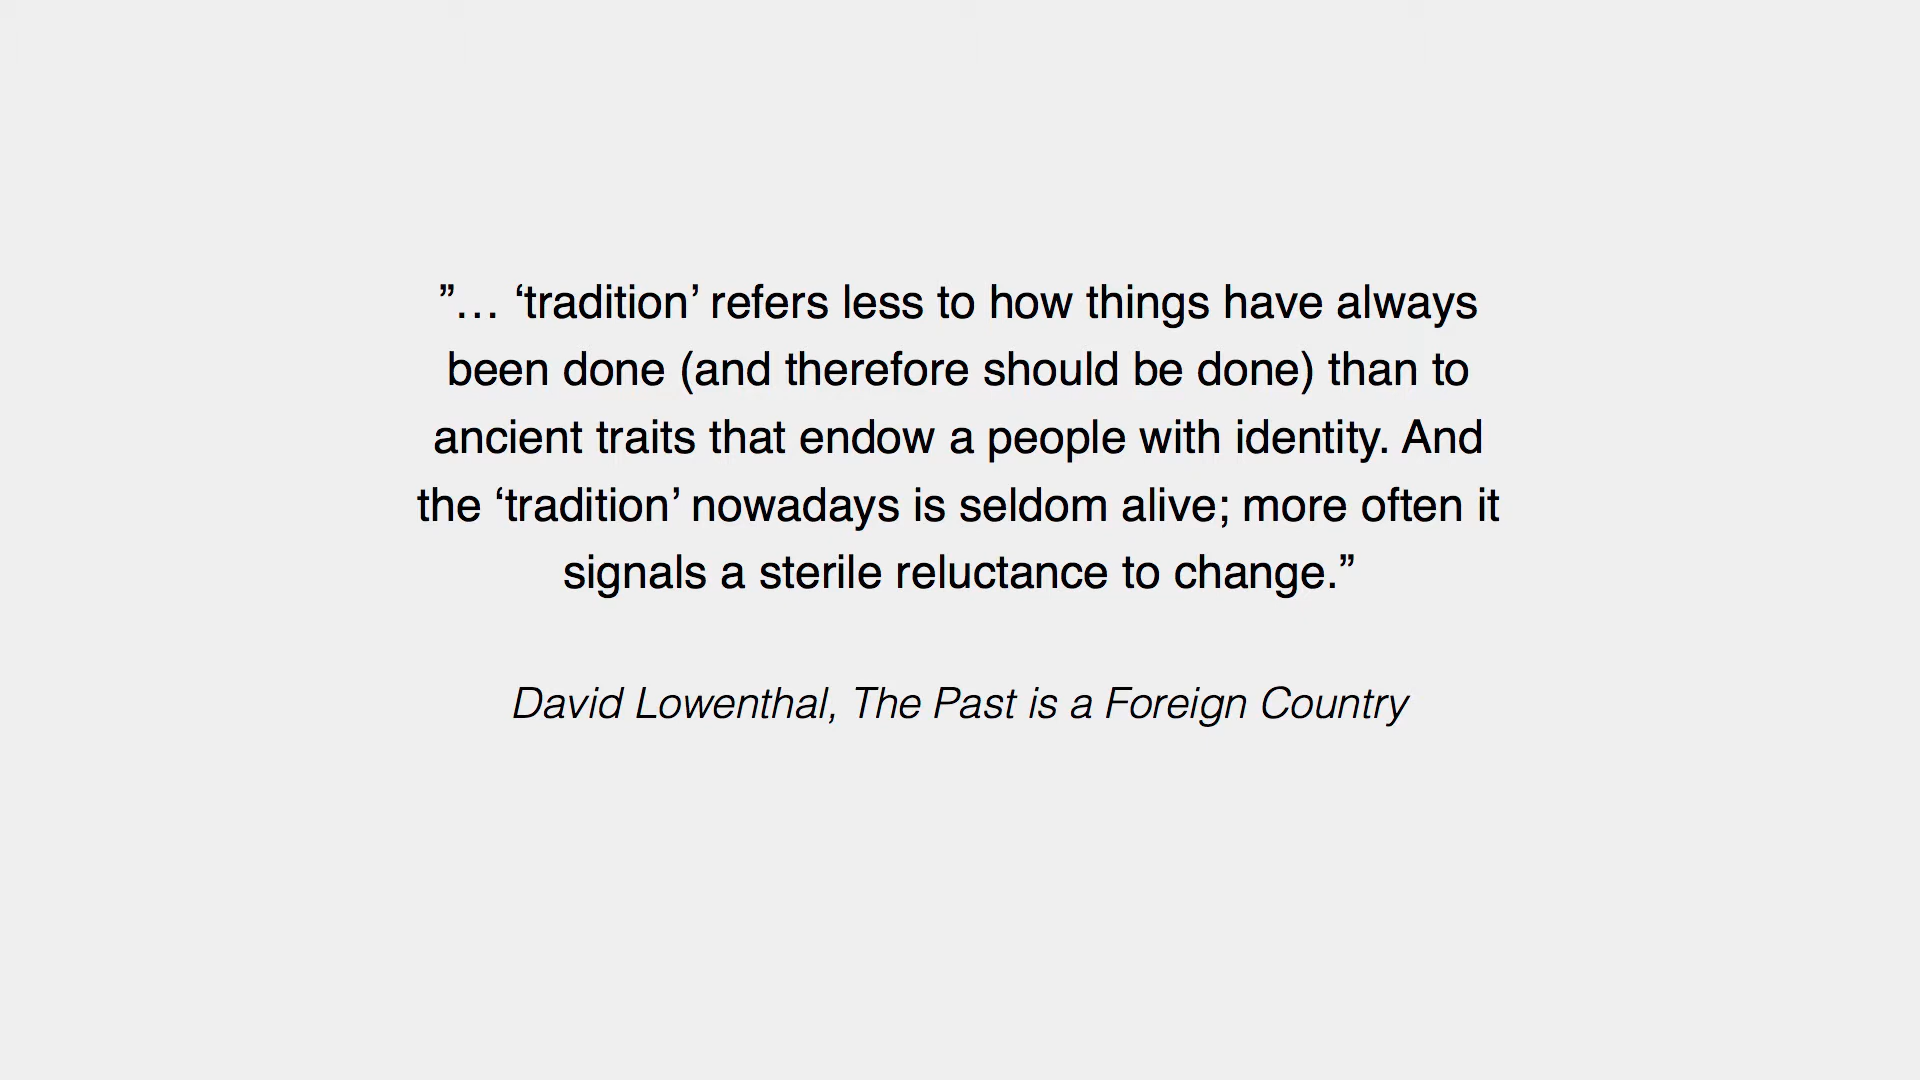 ”… ‘tradition’ refers less to how things have always
been done (and therefore should be done) than to
ancient traits that endow a people with identity. And
the ‘tradition’ nowadays is seldom alive; more often it
signals a sterile reluctance to change.”
David Lowenthal, The Past is a Foreign Country